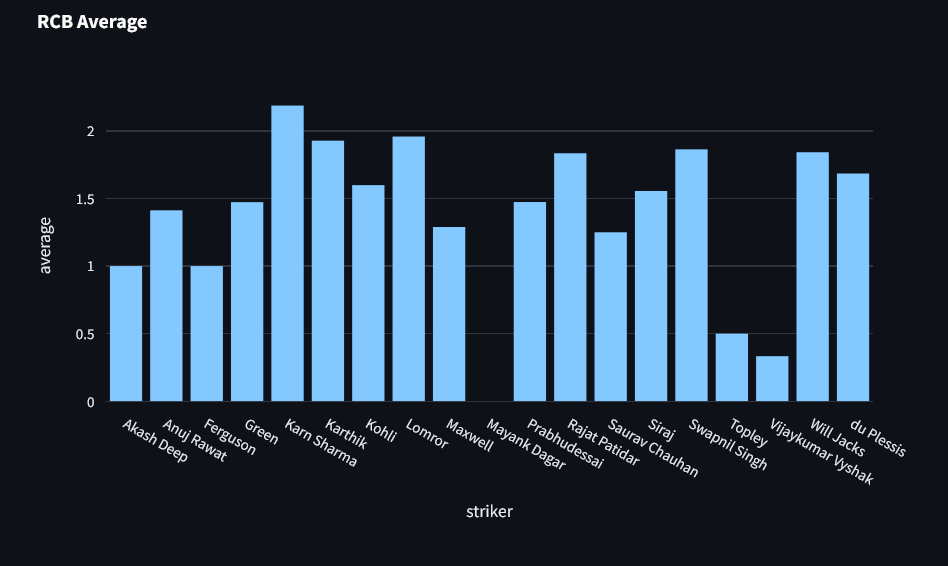 RCB Average
2
1.5
1
0.5
0
average
Akash Deep
Anuj Rawat
Ferguson
Green
Karn Sharma
Karthik
Kohli
Lomror
Maxwell
Mayank Dagar
Prabhudessai
Rajat Patidar
Saurav Chauhan
Siraj
Swapnil Singh
Topley
Vijaykumar Vyshak
Will Jacks
du Plessis
striker